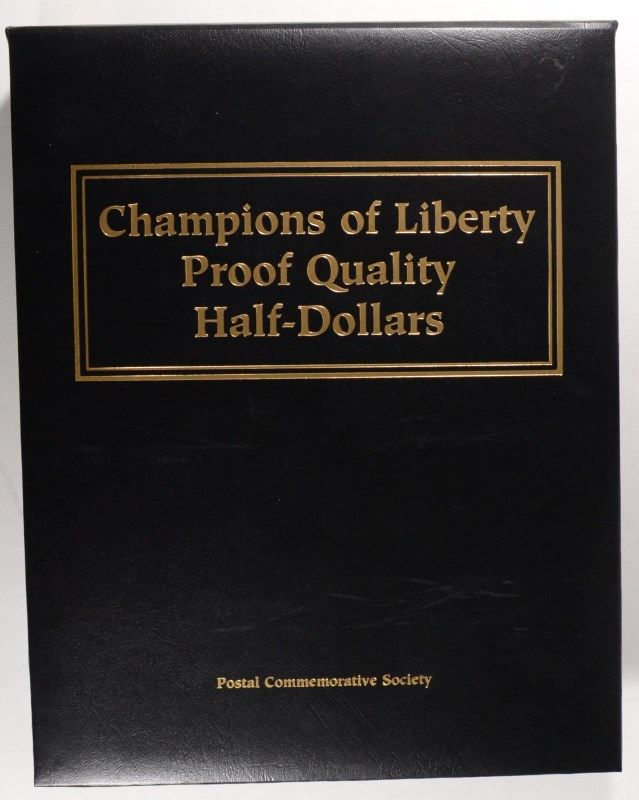 Champions of Liberty
Proof Quality
Half-Dollars
Postal Commemorative Society